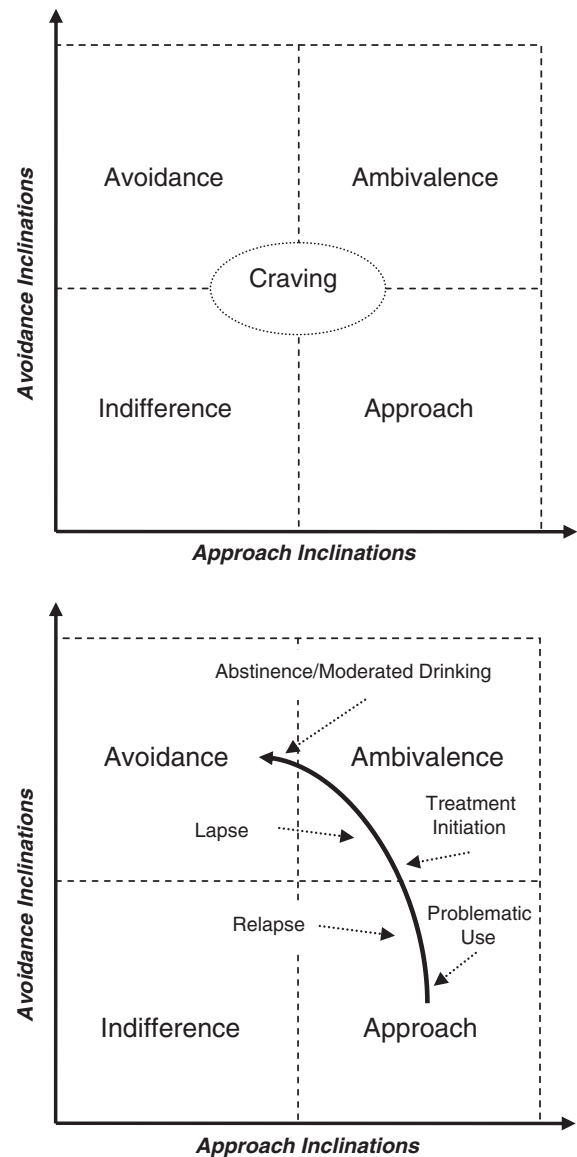 Avoidance Inclinations
Avoidance
Ambivalence
Craving
Indifference
Approach
Approach Inclinations
Avoidance Inclinations
Abstinence/Moderated Drinking
Avoidance
Ambivalence
Treatment
Initiation
Lapse
Problematic
Use
Relapse
Indifference
Approach
Approach Inclinations